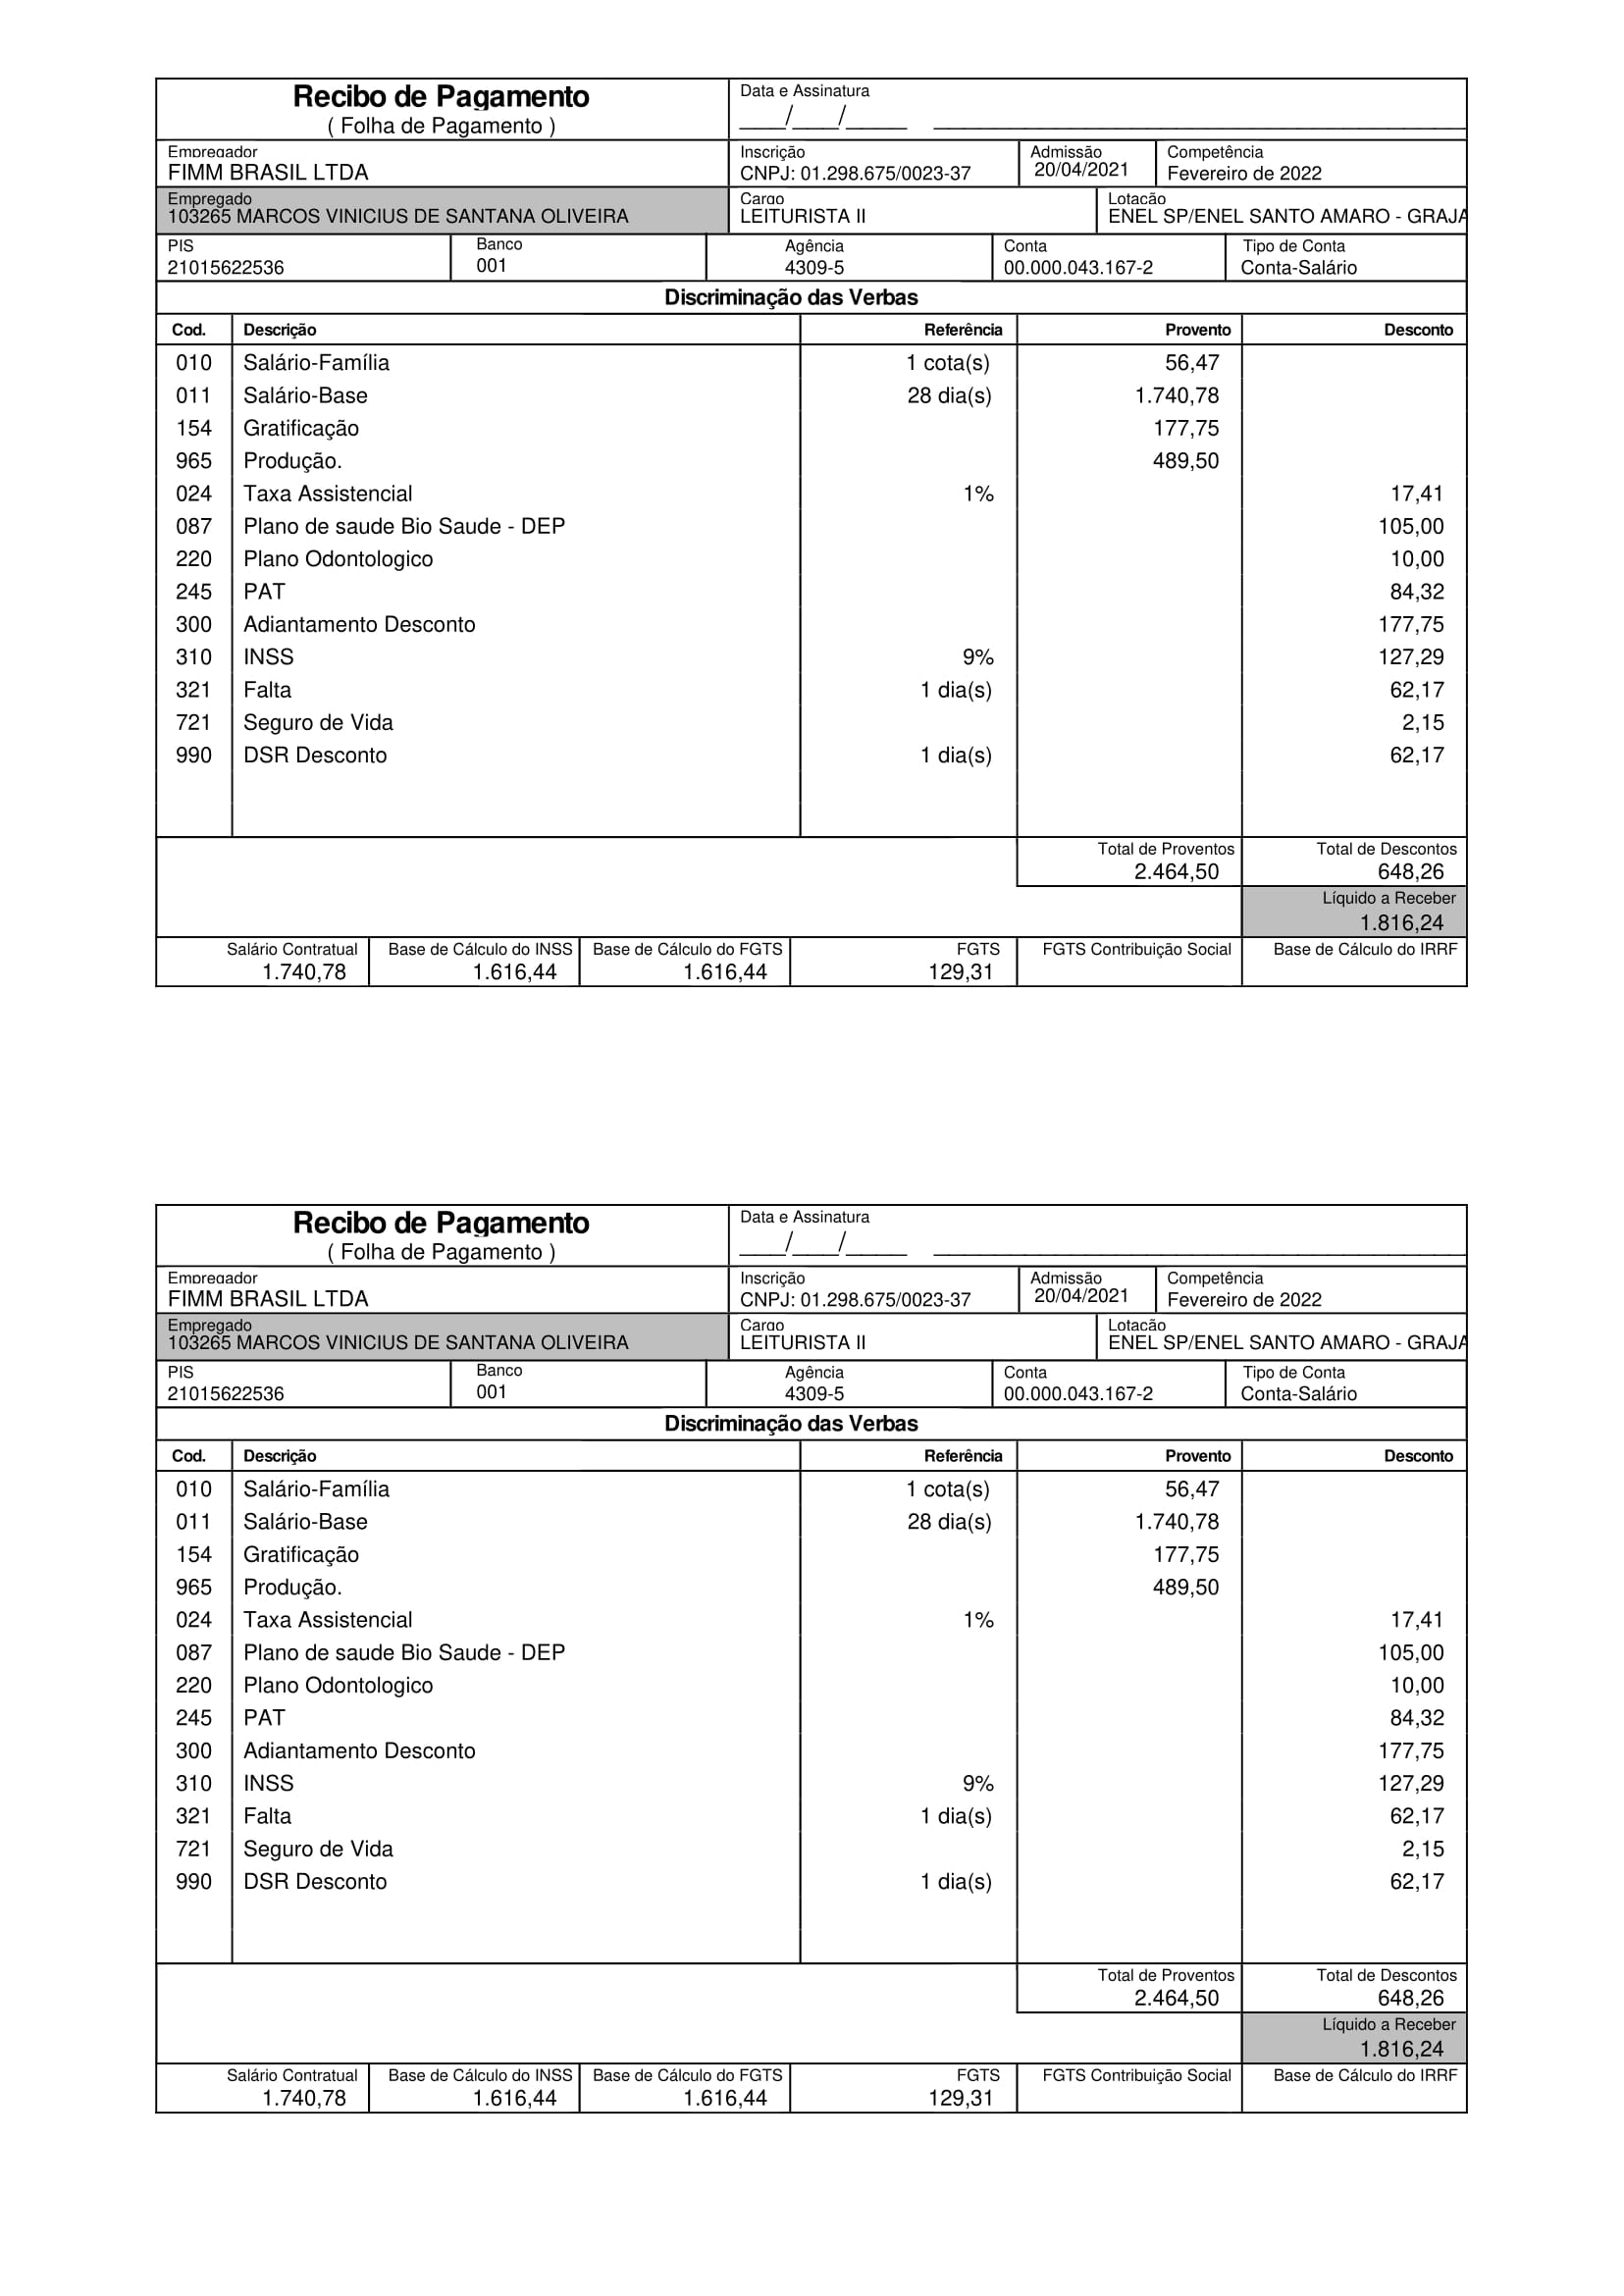 Recibo de Pagamento
( Folha de Pagamento )
Data e Assinatura
___/___/____ ______________________________
Empregador
FIMM BRASIL LTDA
Inscrição
CNPJ: 01.298.675/0023-37
Admissão
20/04/2021
Competência
Fevereiro de 2022
Empregado
103265 MARCOS VINICIUS DE SANTANA OLIVEIRA
Cargo
LEITURISTA II
Lotação
ENEL SP/ENEL SANTO AMARO - GRAJA
PIS
21015622536
Banco
001
Agência
4309-5
Conta
00.000.043.167-2
Tipo de Conta
Conta-Salário
Discriminação das Verbas
Cod. Descrição Referência Provento Desconto
010 Salário-Família 1 cota(s) 56,47
011 Salário-Base 28 dia(s) 1.740,78
154 Gratificação 177,75
965 Produção. 489,50
024 Taxa Assistencial 1% 17,41
087 Plano de saude Bio Saude - DEP 105,00
220 Plano Odontologico 10,00
245 PAT 84,32
300 Adiantamento Desconto 177,75
310 INSS 9% 127,29
321 Falta 1 dia(s) 62,17
721 Seguro de Vida 2,15
990 DSR Desconto 1 dia(s) 62,17
Total de Proventos Total de Descontos
2.464,50 648,26
Líquido a Receber
1.816,24
Salário Contratual Base de Cálculo do INSS Base de Cálculo do FGTS FGTS FGTS Contribuição Social Base de Cálculo do IRRF
1.740,78 1.616,44 1.616,44 129,31
Recibo de Pagamento
( Folha de Pagamento )
Data e Assinatura
___/___/____ ______________________________
Empregador
FIMM BRASIL LTDA
Inscrição
CNPJ: 01.298.675/0023-37
Admissão
20/04/2021
Competência
Fevereiro de 2022
Empregado
103265 MARCOS VINICIUS DE SANTANA OLIVEIRA
Cargo
LEITURISTA II
Lotação
ENEL SP/ENEL SANTO AMARO - GRAJA
PIS
21015622536
Banco
001
Agência
4309-5
Conta
00.000.043.167-2
Tipo de Conta
Conta-Salário
Discriminação das Verbas
Cod. Descrição Referência Provento Desconto
010 Salário-Família 1 cota(s) 56,47
011 Salário-Base 28 dia(s) 1.740,78
154 Gratificação 177,75
965 Produção. 489,50
024 Taxa Assistencial 1% 17,41
087 Plano de saude Bio Saude - DEP 105,00
220 Plano Odontologico 10,00
245 PAT 84,32
300 Adiantamento Desconto 177,75
310 INSS 9% 127,29
321 Falta 1 dia(s) 62,17
721 Seguro de Vida 2,15
990 DSR Desconto 1 dia(s) 62,17
Total de Proventos Total de Descontos
2.464,50 648,26
Líquido a Receber
1.816,24
Salário Contratual Base de Cálculo do INSS Base de Cálculo do FGTS FGTS FGTS Contribuição Social Base de Cálculo do IRRF
1.740,78 1.616,44 1.616,44 129,31